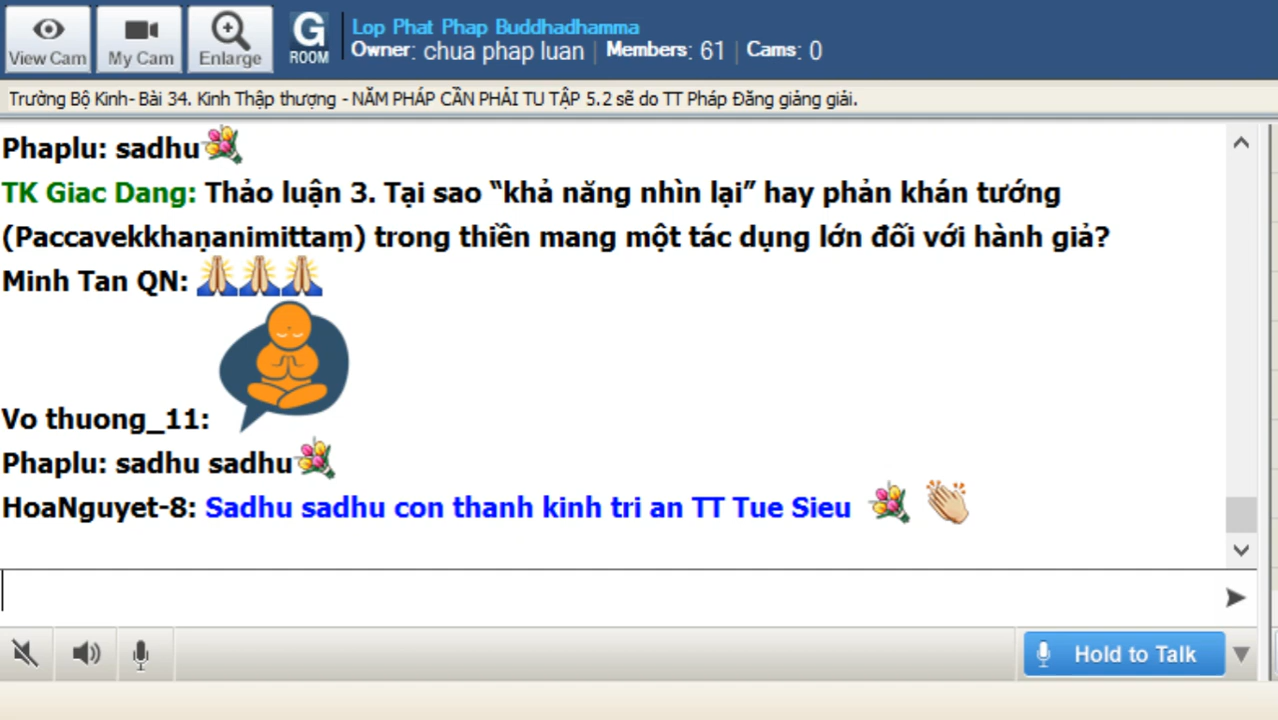 View Cam
My Cam
Enlarge
G
ROOM
Lop Phat Phap Buddhadhamma
Owner: chua phap luan | Members: 61 | Cams: 0
Trường Bộ Kinh- Bài 34. Kinh Thập thượng - NĂM PHÁP CẦN PHẢI TU TẬP 5.2 sẽ do TT Pháp Đăng giảng giải.
Phaplu: sadhu
TK Giac Dang: Thảo luận 3. Tại sao “khả năng nhìn lại” hay phản khán tướng
(Paccavekkhaṇanimittaṃ) trong thiền mang một tác dụng lớn đối với hành giả?
Minh Tan QN:
Vo thuong_11:
Phaplu: sadhu sadhu
HoaNguyet-8: Sadhu sadhu con thanh kinh tri an TT Tue Sieu
Hold to Talk